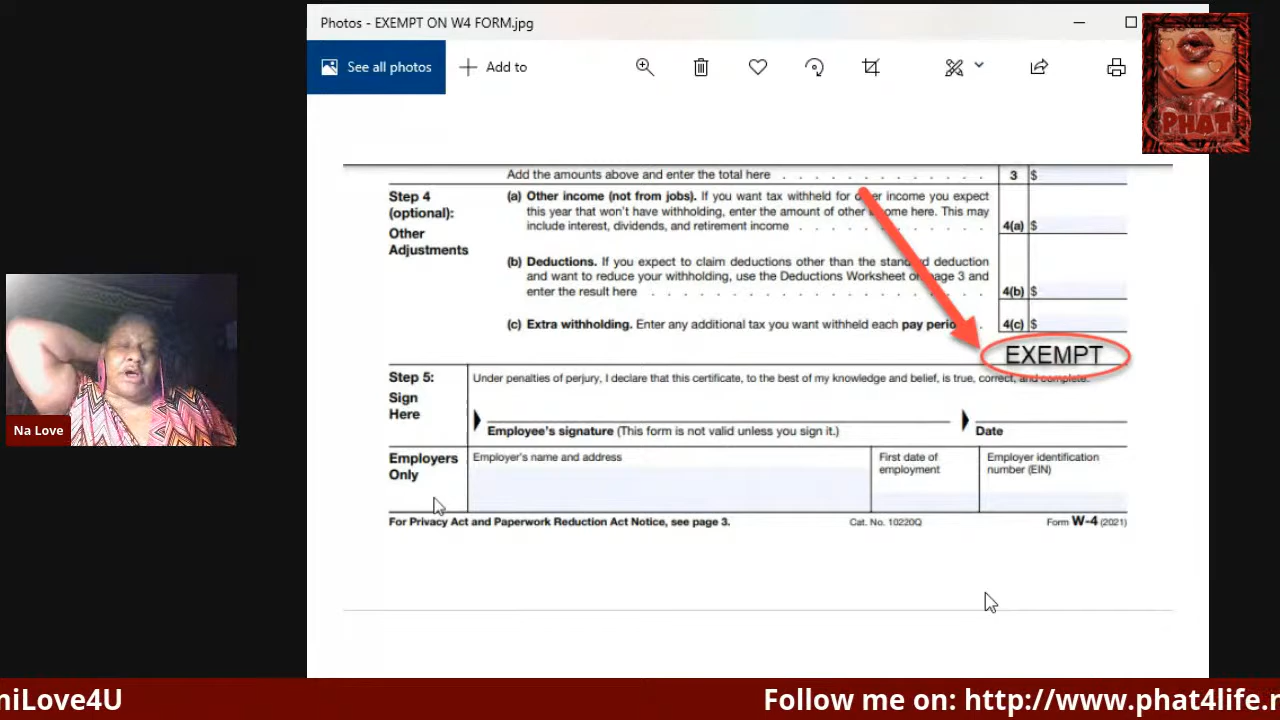 Photos - EXEMPT ON W4 FORM.jpg
See all photos
Add to
PHAT
Add the amounts above and enter the total here . . . . . . . . . . . . 3 $
Step 4
(optional):
Other
Adjustments
(a) Other income (not from jobs). If you want tax withheld for other income you expect
this year that won't have withholding, enter the amount of other income here. This may
include interest, dividends, and retirement income . . . . . . . . . . . 4(a) $
(b) Deductions. If you expect to claim deductions other than the standard deduction
and want to reduce your withholding, use the Deductions Worksheet on page 3 and
enter the result here . . . . . . . . . . . . . . . . . . . 4(b) $
(c) Extra withholding. Enter any additional tax you want withheld each pay perio . 4(c) $
EXEMPT
Step 5:
Sign
Here
Under penalties of perjury, I declare that this certificate, to the best of my knowledge and belief, is true, correct, and complete.
Employee's signature (This form is not valid unless you sign it.)
Date
Employers
Only
Employer's name and address
First date of
employment
Employer identification
number (EIN)
For Privacy Act and Paperwork Reduction Act Notice, see page 3.
Cat. No. 10220Q
Form W-4 (2021)
Na Love
niLove4U
Follow me on: http://www.phat4life.n